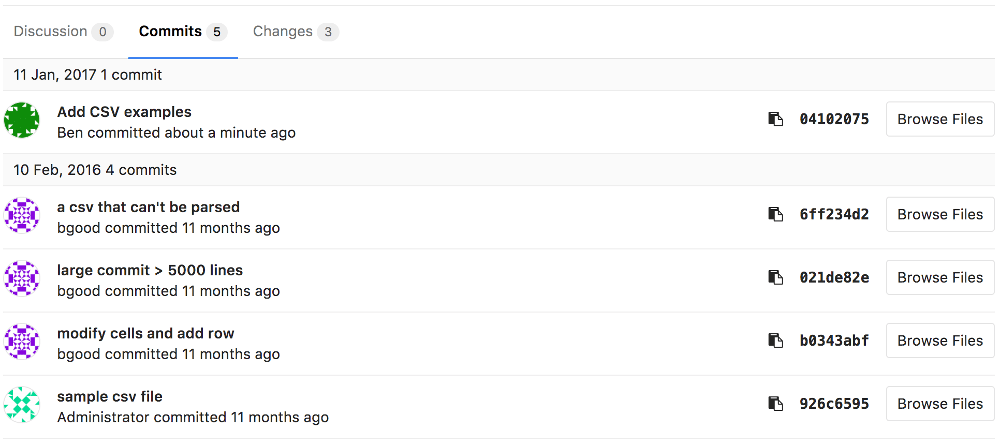 Discussion 0 Commits 5 Changes 3
11 Jan, 2017 1 commit
Add CSV examples
Ben committed about a minute ago
04102075 Browse Files
10 Feb, 2016 4 commits
a csv that can't be parsed
bgood committed 11 months ago
6ff234d2 Browse Files
large commit > 5000 lines
bgood committed 11 months ago
021de82e Browse Files
modify cells and add row
bgood committed 11 months ago
b0343abf Browse Files
sample csv file
Administrator committed 11 months ago
926c6595 Browse Files